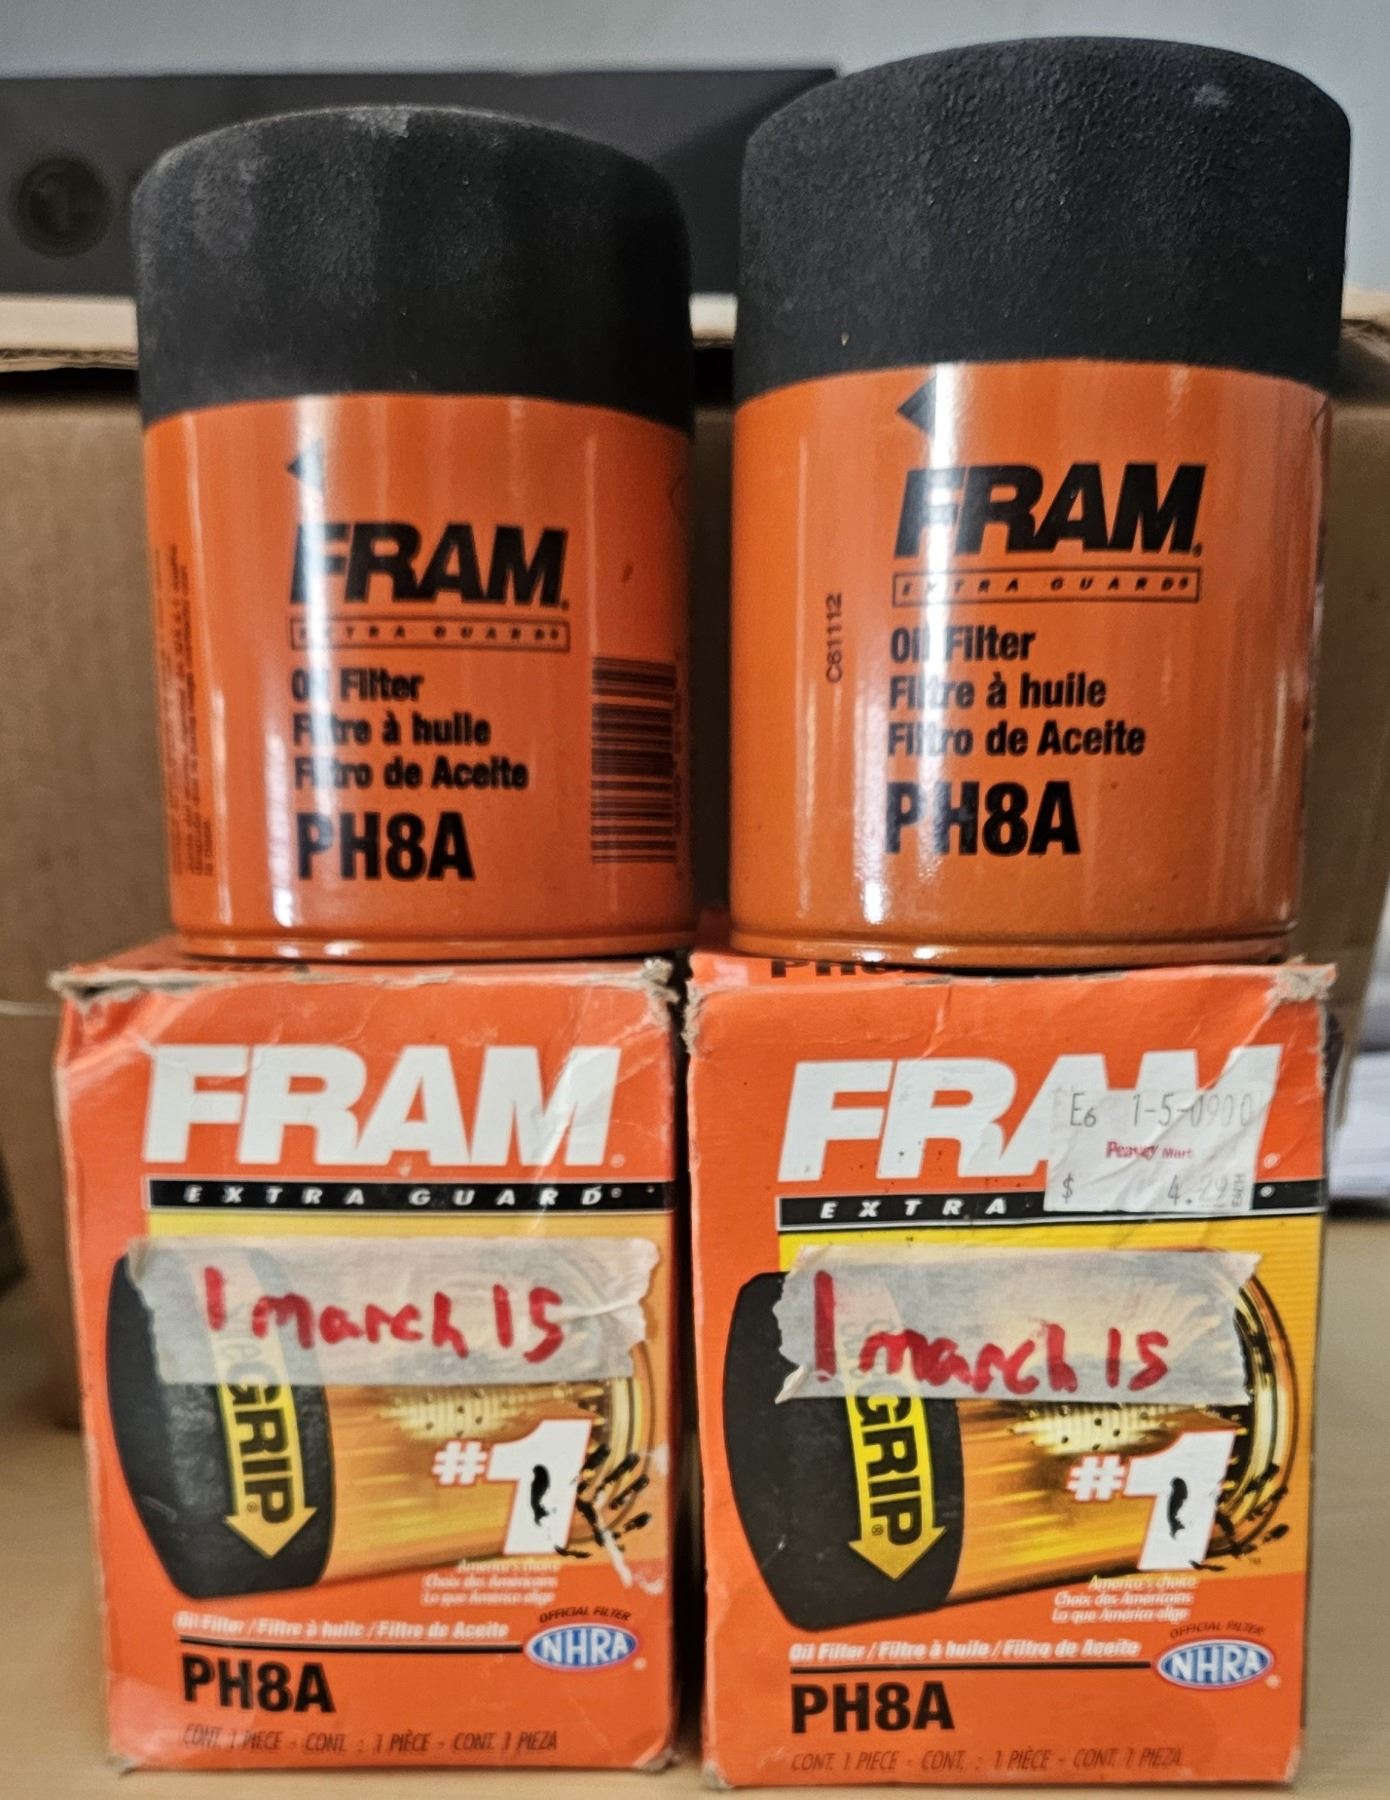 FRAM®
EXTRA GUARD®
Oil Filter
Filtre à huile
Filtro de Aceite
PH8A
FRAM®
EXTRA GUARD®
C61112
Oil Filter
Filtre à huile
Filtro de Aceite
PH8A
FRAM®
EXTRA GUARD®
1 march 15
GRIP®
#1
America's choice
Choix des Américains
Lo que América elige
Oil Filter / Filtre à huile / Filtro de Aceite
OFFICIAL FILTER
NHRA®
PH8A
CONT. 1 PIECE - CONT. : 1 PIÈCE - CONT. 1 PIEZA
FRAM®
E6 1-5-0900
Peavey Mart
$ 4.29 EACH
EXTRA
1 march 15
GRIP®
#1™
America's choice
Choix des Américains
Lo que América elige
Oil Filter / Filtre à huile / Filtro de Aceite
OFFICIAL FILTER
NHRA®
PH8A
CONT. 1 PIECE - CONT. : 1 PIÈCE - CONT. 1 PIEZA